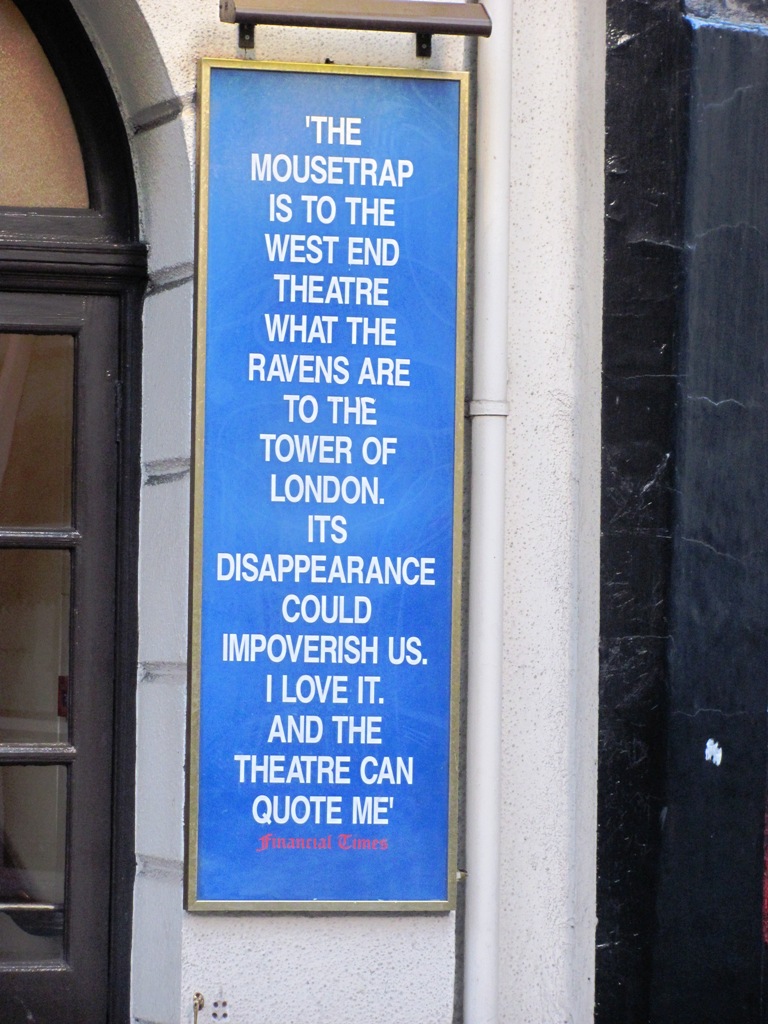 'THE
MOUSETRAP
IS TO THE
WEST END
THEATRE
WHAT THE
RAVENS ARE
TO THE
TOWER OF
LONDON.
ITS
DISAPPEARANCE
COULD
IMPOVERISH US.
I LOVE IT.
AND THE
THEATRE CAN
QUOTE ME'
Financial Times